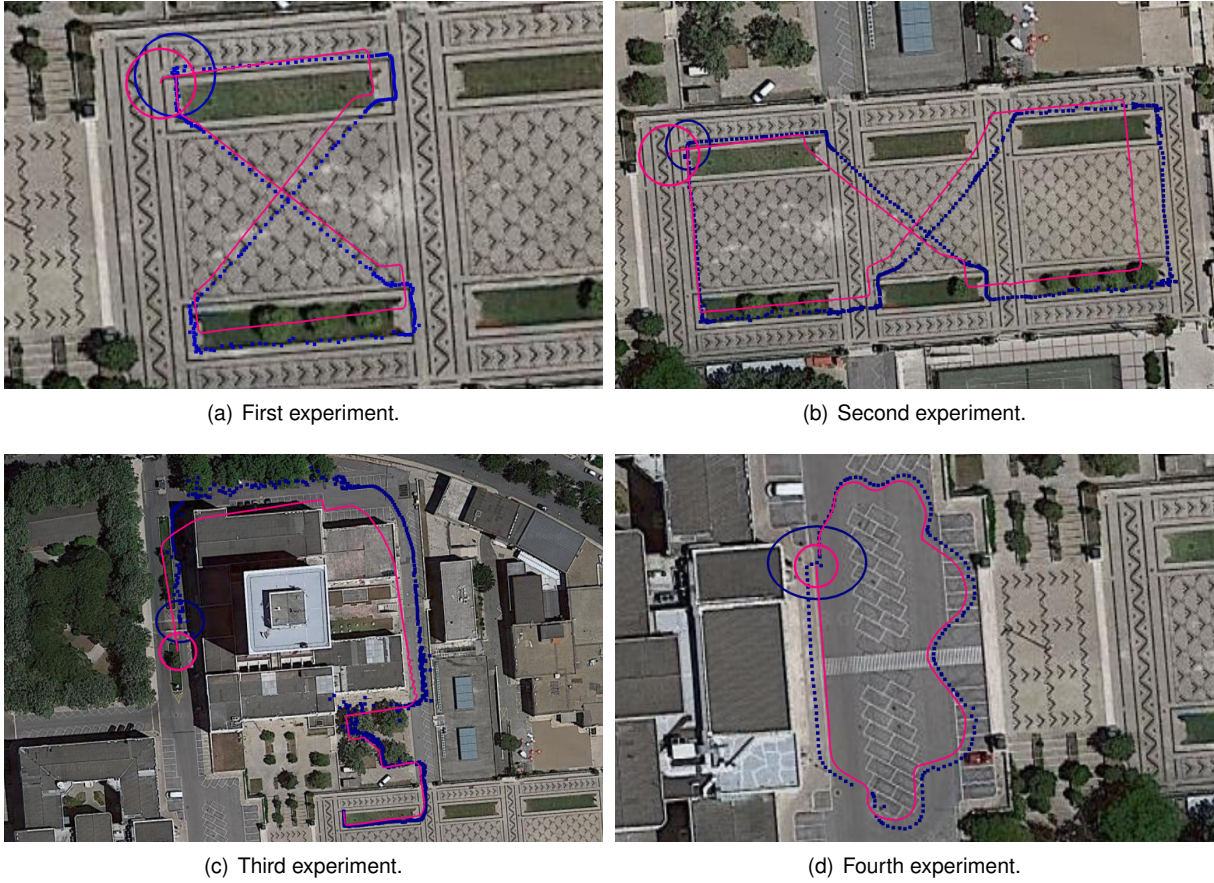 (a) First experiment.
(b) Second experiment.
(c) Third experiment.
(d) Fourth experiment.